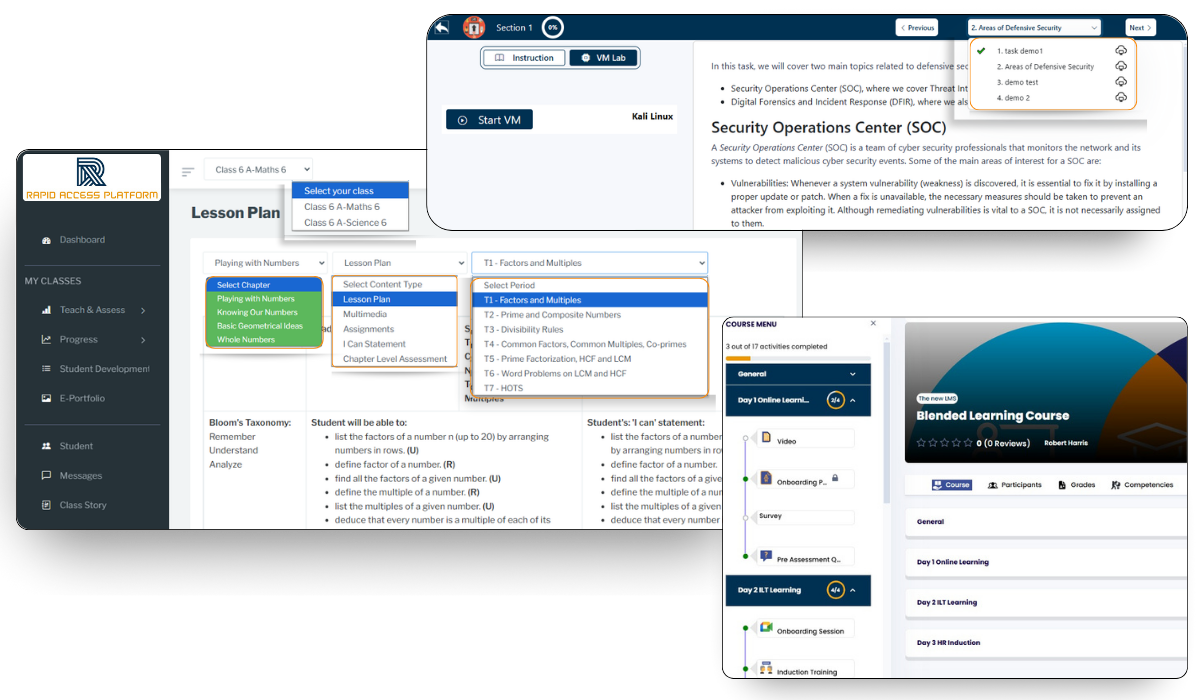 Section 1
0%
Previous
2. Areas of Defensive Security
Next
Instruction
VM Lab
1. task demo1
2. Areas of Defensive Security
3. demo test
4. demo 2
Start VM
Kali Linux
In this task, we will cover two main topics related to defensive sec
Security Operations Center (SOC), where we cover Threat Int
Digital Forensics and Incident Response (DFIR), where we als
Security Operations Center (SOC)
A Security Operations Center (SOC) is a team of cyber security professionals that monitors the network and its
systems to detect malicious cyber security events. Some of the main areas of interest for a SOC are:
Vulnerabilities: Whenever a system vulnerability (weakness) is discovered, it is essential to fix it by installing a
proper update or patch. When a fix is unavailable, the necessary measures should be taken to prevent an
attacker from exploiting it. Although remediating vulnerabilities is vital to a SOC, it is not necessarily assigned
to them.
RAPID ACCESS PLATFORM
Dashboard
MY CLASSES
Teach & Assess
Progress
Student Development
E-Portfolio
Student
Messages
Class Story
Class 6 A-Maths 6
Select your class
Class 6 A-Maths 6
Class 6 A-Science 6
Lesson Plan
Playing with Numbers
Lesson Plan
T1 - Factors and Multiples
Select Chapter
Playing with Numbers
Knowing Our Numbers
Basic Geometrical Ideas
Whole Numbers
Select Content Type
Lesson Plan
Multimedia
Assignments
I Can Statement
Chapter Level Assessment
Select Period
T1 - Factors and Multiples
T2 - Prime and Composite Numbers
T3 - Divisibility Rules
T4 - Common Factors, Common Multiples, Co-primes
T5 - Prime Factorization, HCF and LCM
T6 - Word Problems on LCM and HCF
T7 - HOTS
Multiples
Bloom's Taxonomy:
Remember
Understand
Analyze
Student will be able to:
list the factors of a number n (up to 20) by arranging
numbers in rows. (U)
define factor of a number. (R)
find all the factors of a given number. (U)
define the multiple of a number. (R)
list the multiples of a given number. (U)
deduce that every number is a multiple of each of its
Student's: 'I can' statement:
list the factors of a number
by arranging numbers in ro
define factor of a number.
find all the factors of a give
define the multiple of a num
list the multiples of a given
deduce that every number
COURSE MENU
3 out of 17 activities completed
General
Day 1 Online Learni...
3/4
Video
Onboarding P...
Survey
Pre Assessment Q...
Day 2 ILT Learning
4/4
Onboarding Session
Induction Training
The new LMS
Blended Learning Course
0 (0 Reviews)
Robert Harris
Course
Participants
Grades
Competencies
General
Day 1 Online Learning
Day 2 ILT Learning
Day 3 HR Induction